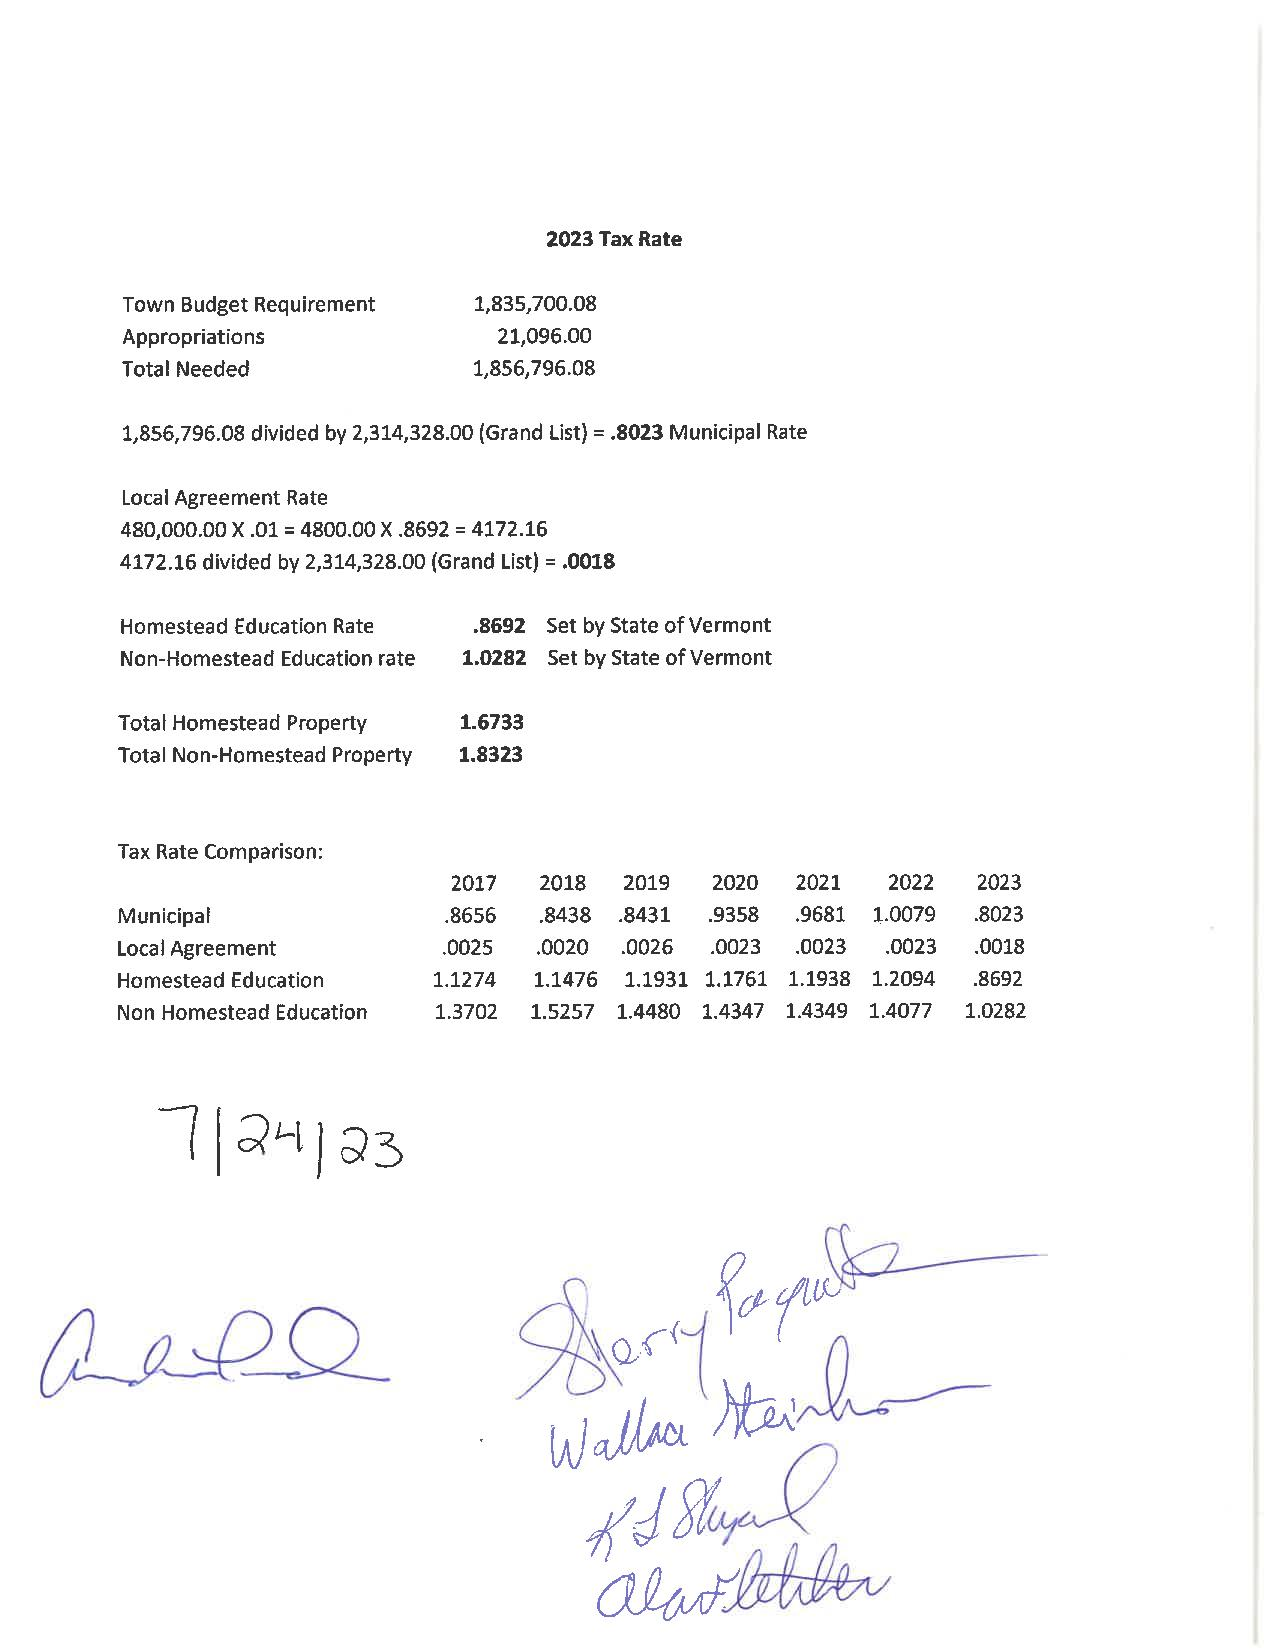 2023 Tax Rate
Town Budget Requirement 1,835,700.08
Appropriations 21,096.00
Total Needed 1,856,796.08
1,856,796.08 divided by 2,314,328.00 (Grand List) = .8023 Municipal Rate
Local Agreement Rate
480,000.00 X .01 = 4800.00 X .8692 = 4172.16
4172.16 divided by 2,314,328.00 (Grand List) = .0018
Homestead Education Rate .8692 Set by State of Vermont
Non-Homestead Education rate 1.0282 Set by State of Vermont
Total Homestead Property 1.6733
Total Non-Homestead Property 1.8323
Tax Rate Comparison:
2017 2018 2019 2020 2021 2022 2023
Municipal .8656 .8438 .8431 .9358 .9681 1.0079 .8023
Local Agreement .0025 .0020 .0026 .0023 .0023 .0023 .0018
Homestead Education 1.1274 1.1476 1.1931 1.1761 1.1938 1.2094 .8692
Non Homestead Education 1.3702 1.5257 1.4480 1.4347 1.4349 1.4077 1.0282
7|24|23
Sherry Paquette
Wallace
K
Alan